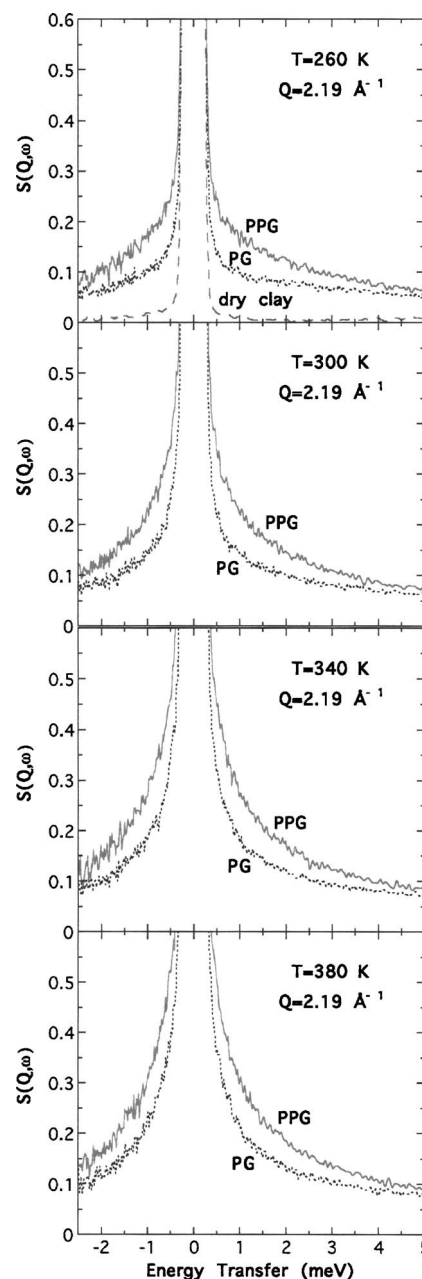 0.6
T=260 K
Q=2.19 Å⁻¹
0.5
0.4
S(Q,ω)
0.3
0.2
PPG
PG
0.1
dry clay
0
T=300 K
0.5
Q=2.19 Å⁻¹
0.4
S(Q,ω)
0.3
0.2
PPG
0.1
PG
0
T=340 K
0.5
Q=2.19 Å⁻¹
0.4
S(Q,ω)
0.3
0.2
PPG
PG
0.1
0
T=380 K
0.5
Q=2.19 Å⁻¹
0.4
S(Q,ω)
0.3
0.2
PPG
PG
0.1
0
-2 -1 0 1 2 3 4 5
Energy Transfer (meV)